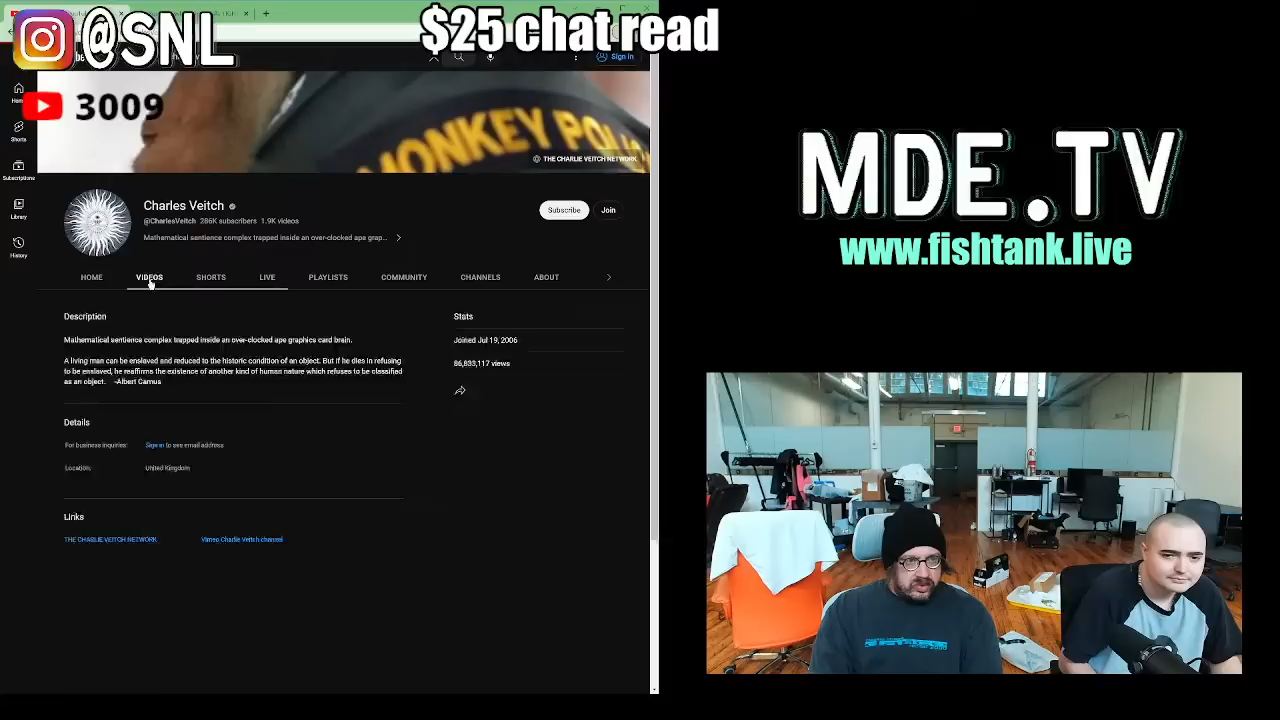 @SNL
$25 chat read
Sign in
3009
MONKEY POLI
THE CHARLIE VEITCH NETWORK
Shorts
Subscriptions
Library
History
Charles Veitch
@CharlesVeitch 286K subscribers 1.9K videos
Mathematical sentience complex trapped inside an over-clocked ape grap...
Subscribe
Join
HOME
VIDEOS
SHORTS
LIVE
PLAYLISTS
COMMUNITY
CHANNELS
ABOUT
Description
Mathematical sentience complex trapped inside an over-clocked ape graphics card brain.
A living man can be enslaved and reduced to the historic condition of an object. But if he dies in refusing
to be enslaved, he reaffirms the existence of another kind of human nature which refuses to be classified
as an object. -Albert Camus
Stats
Joined Jul 19, 2006
86,833,117 views
Details
For business inquiries: Sign in to see email address
Location: United Kingdom
Links
THE CHARLIE VEITCH NETWORK
Vimeo Charlie Veitch channel
MDE.TV
www.fishtank.live